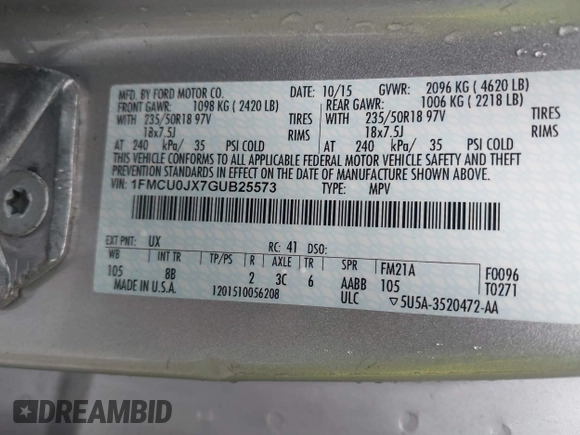 MFD. BY FORD MOTOR CO. 10/15 GVWR: 2096 KG ( 4620 LB)
FRONT GAWR: 1098 KG ( 2420 LB) REAR GAWR: 1006 KG ( 2218 LB)
WITH 235/50R18 97V TIRES WITH 235/50R18 97V TIRES
18x7.5J RIMS 18x7.5J RIMS
AT 240 kPa/ 35 PSI COLD AT 240 kPa/ 35 PSI COLD
THIS VEHICLE CONFORMS TO ALL APPLICABLE FEDERAL MOTOR VEHICLE SAFETY AND THEFT
PREVENTION STANDARDS IN EFFECT ON THE DATE OF MANUFACTURE SHOWN ABOVE.
VIN: 1FMCU0JX7GUB25573 TYPE: MPV
EXT PNT: UX RC: 41 DSO:
WB INT TR TP/PS R AXLE TR SPR FM21A F0096
105 8B 2 3C 6 AABB 105 T0271
MADE IN U.S.A. 1201510056208 ULC ▽5U5A-3520472-AA
DREAMBID